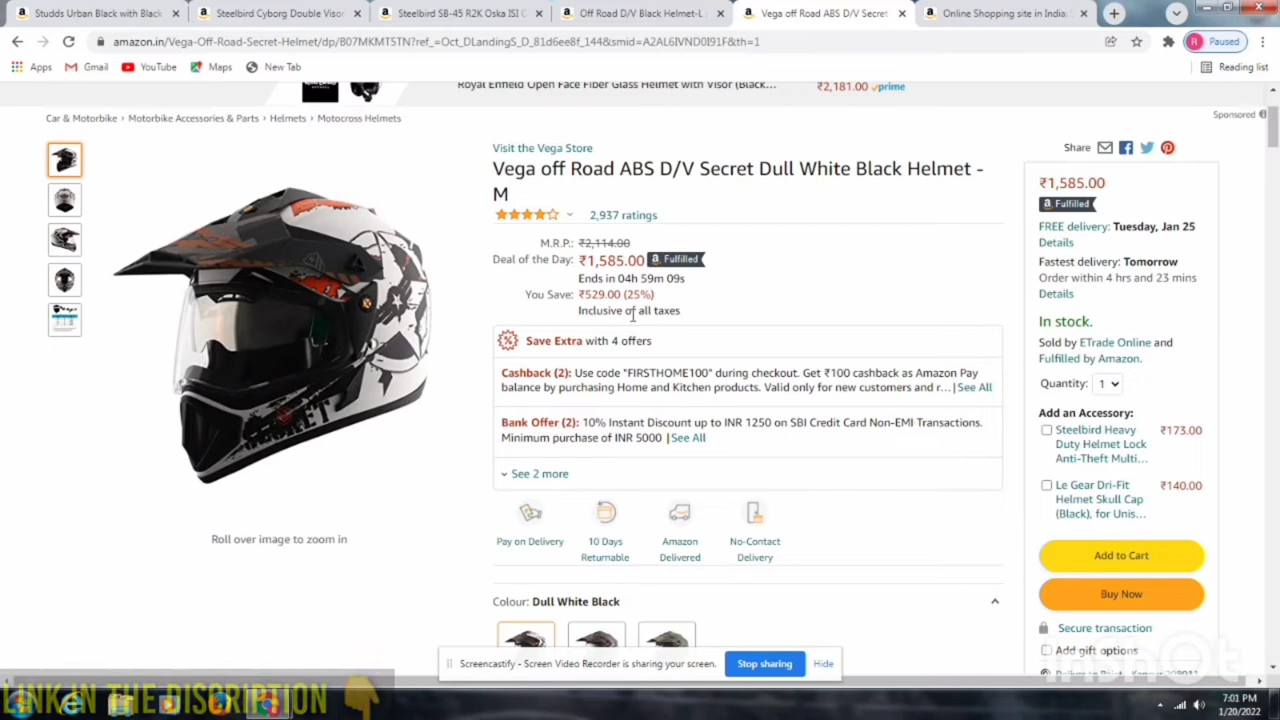 Studds Urban Black with Black
Steelbird Cyborg Double Visor
Steelbird SB-45 R2K Oska ISI C
Off Road D/V Black Helmet-L
Vega off Road ABS D/V Secret
Online Shopping site in India:
amazon.in/Vega-Off-Road-Secret-Helmet/dp/B07MKMT5TN?ref_=Oct_DLandingS_D_81d6ee8f_144&smid=A2AL6IVND0I91F&th=1
R Paused
Apps Gmail YouTube Maps New Tab Reading list
Royal Enfield Open Face Fiber Glass Helmet with Visor (Black...
₹2,181.00 prime
Sponsored
Car & Motorbike › Motorbike Accessories & Parts › Helmets › Motocross Helmets
Visit the Vega Store
Vega off Road ABS D/V Secret Dull White Black Helmet -
M
2,937 ratings
M.R.P.: ₹2,114.00
Deal of the Day: ₹1,585.00 a Fulfilled
Ends in 04h 59m 09s
You Save: ₹529.00 (25%)
Inclusive of all taxes
Save Extra with 4 offers
Cashback (2): Use code "FIRSTHOME100" during checkout. Get ₹100 cashback as Amazon Pay
balance by purchasing Home and Kitchen products. Valid only for new customers and r... | See All
Bank Offer (2): 10% Instant Discount up to INR 1250 on SBI Credit Card Non-EMI Transactions.
Minimum purchase of INR 5000 | See All
See 2 more
Pay on Delivery
10 Days
Returnable
Amazon
Delivered
No-Contact
Delivery
Colour: Dull White Black
Roll over image to zoom in
Share
₹1,585.00
a Fulfilled
FREE delivery: Tuesday, Jan 25
Details
Fastest delivery: Tomorrow
Order within 4 hrs and 23 mins
Details
In stock.
Sold by ETrade Online and
Fulfilled by Amazon.
Quantity: 1
Add an Accessory:
Steelbird Heavy ₹173.00
Duty Helmet Lock
Anti-Theft Multi...
Le Gear Dri-Fit ₹140.00
Helmet Skull Cap
(Black), for Unis...
Add to Cart
Buy Now
Secure transaction
Add gift options
InShot
Screencastify - Screen Video Recorder is sharing your screen.
Stop sharing
Hide
LINK IN THE DISCRIPTION
7:01 PM
1/20/2022